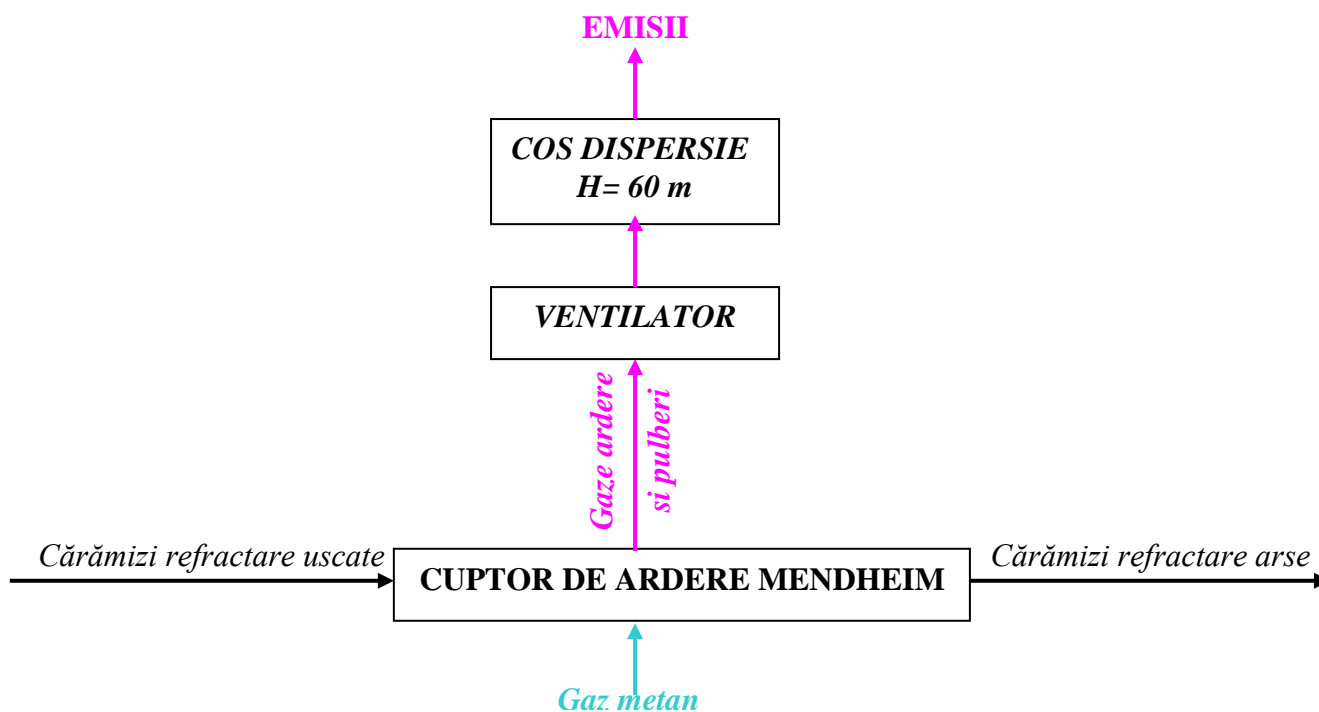 EMISII
COS DISPERSIE
H= 60 m
VENTILATOR
Gaze ardere
si pulberi
Cărămizi refractare uscate
CUPTOR DE ARDERE MENDHEIM
Cărămizi refractare arse
Gaz metan